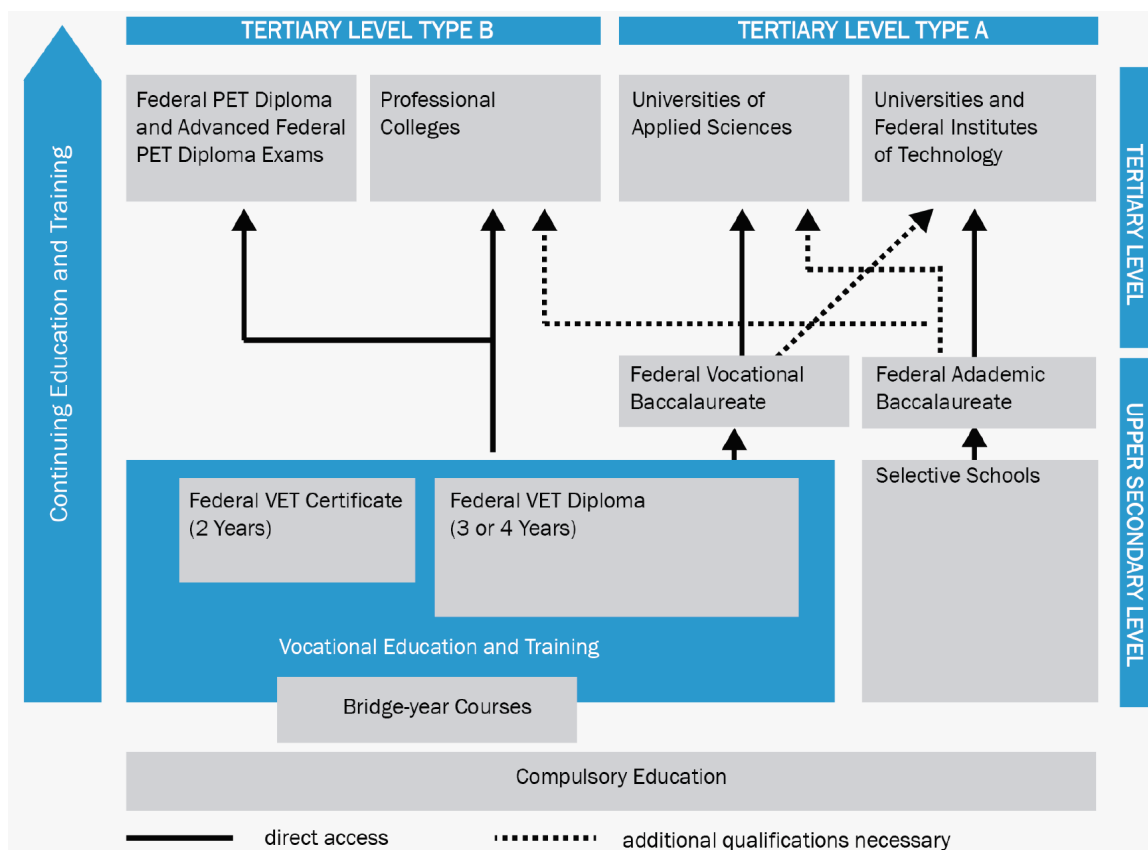 TERTIARY LEVEL TYPE B
TERTIARY LEVEL TYPE A
Federal PET Diploma
and Advanced Federal
PET Diploma Exams
Professional
Colleges
Universities of
Applied Sciences
Universities and
Federal Institutes
of Technology
TERTIARY LEVEL
Continuing Education and Training
Federal Vocational
Baccalaureate
Federal Adademic
Baccalaureate
UPPER SECONDARY LEVEL
Federal VET Certificate
(2 Years)
Federal VET Diploma
(3 or 4 Years)
Selective Schools
Vocational Education and Training
Bridge-year Courses
Compulsory Education
direct access
additional qualifications necessary